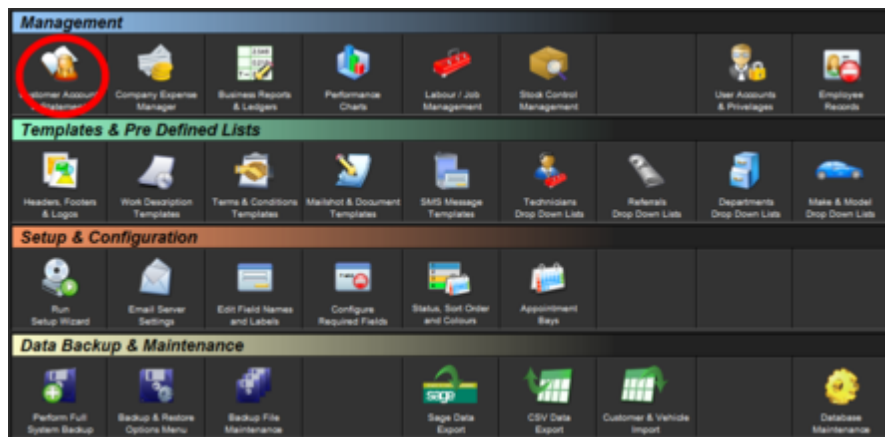 Management
Customer Accounts
& Statements
Company Expense
Manager
Business Reports
& Ledgers
Performance
Charts
Labour / Job
Management
Stock Control
Management
User Accounts
& Privelages
Employee
Records
Templates & Pre Defined Lists
Headers, Footers
& Logos
Work Description
Templates
Terms & Conditions
Templates
Mailshot & Document
Templates
SMS Message
Templates
Technicians
Drop Down Lists
Referrals
Drop Down Lists
Departments
Drop Down Lists
Make & Model
Drop Down Lists
Setup & Configuration
Run
Setup Wizard
Email Server
Settings
Edit Field Names
and Labels
Configure
Required Fields
Status, Sort Order
and Colours
Appointment
Bays
Data Backup & Maintenance
Perform Full
System Backup
Backup & Restore
Options Menu
Backup File
Maintenance
sage
Sage Data
Export
CSV Data
Export
Customer & Vehicle
Import
Database
Maintenance